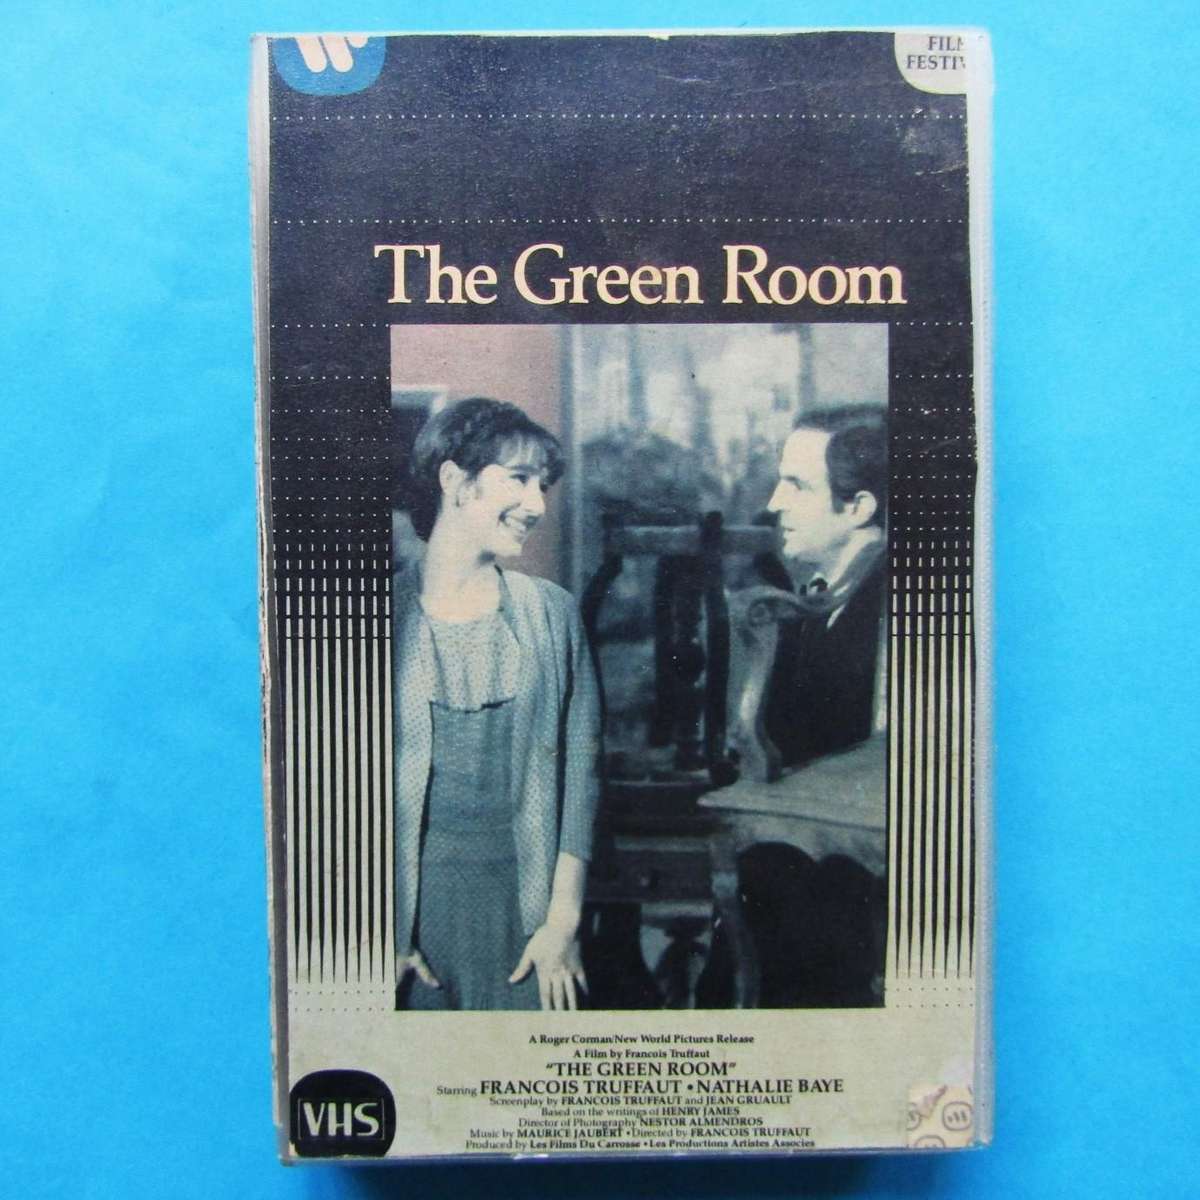 FILM
FESTIV
The Green Room
A Roger Corman/New World Pictures Release
A Film by Francois Truffaut
"THE GREEN ROOM"
Starring FRANCOIS TRUFFAUT • NATHALIE BAYE
Screenplay by FRANCOIS TRUFFAUT and JEAN GRUAULT
Based on the writings of HENRY JAMES
Director of Photography NESTOR ALMENDROS
Music by MAURICE JAUBERT • Directed by FRANCOIS TRUFFAUT
Produced by Les Films Du Carrosse • Les Productions Artistes Associes
VHS